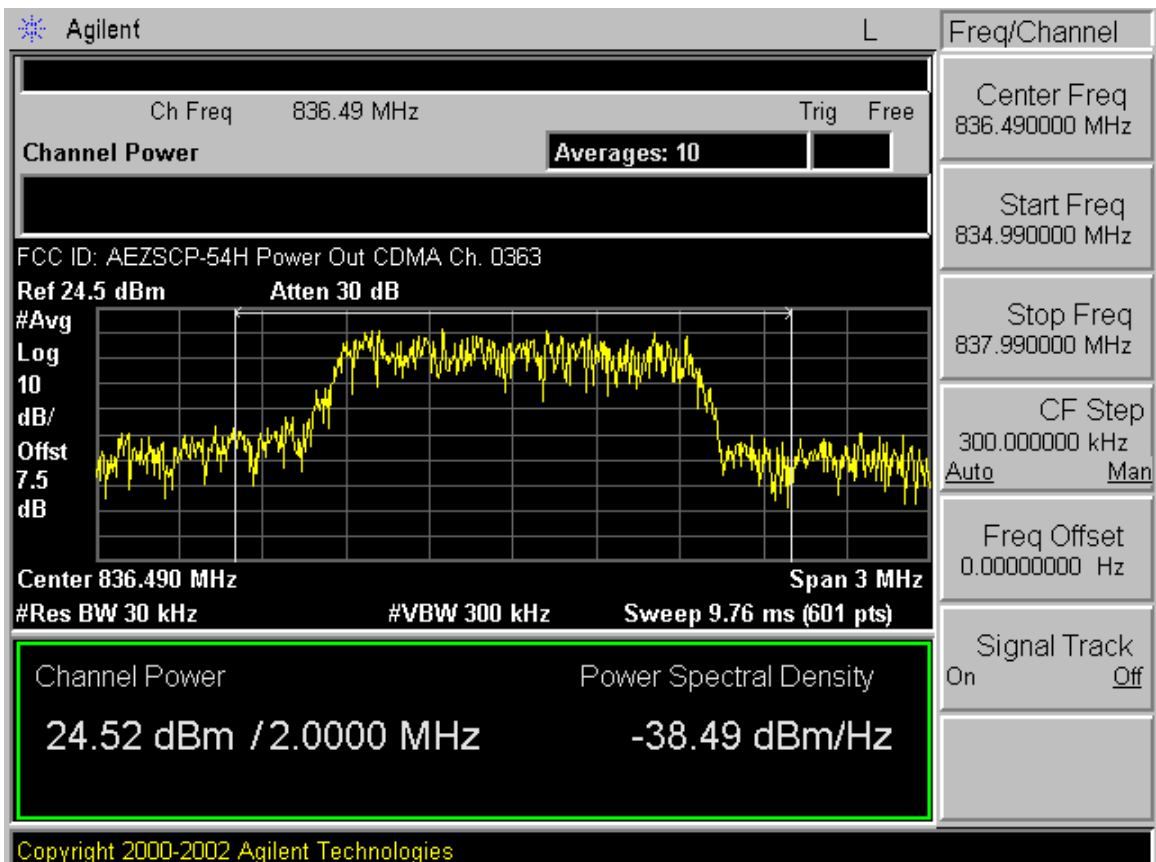 Agilent L
Freq/Channel
Ch Freq 836.49 MHz Trig Free
Channel Power Averages: 10
FCC ID: AEZSCP-54H Power Out CDMA Ch. 0363
Ref 24.5 dBm Atten 30 dB
#Avg
Log
10
dB/
Offst
7.5
dB
Center 836.490 MHz Span 3 MHz
#Res BW 30 kHz #VBW 300 kHz Sweep 9.76 ms (601 pts)
Channel Power Power Spectral Density
24.52 dBm / 2.0000 MHz -38.49 dBm/Hz
Center Freq
836.490000 MHz
Start Freq
834.990000 MHz
Stop Freq
837.990000 MHz
CF Step
300.000000 kHz
Auto Man
Freq Offset
0.00000000 Hz
Signal Track
On Off
Copyright 2000-2002 Agilent Technologies